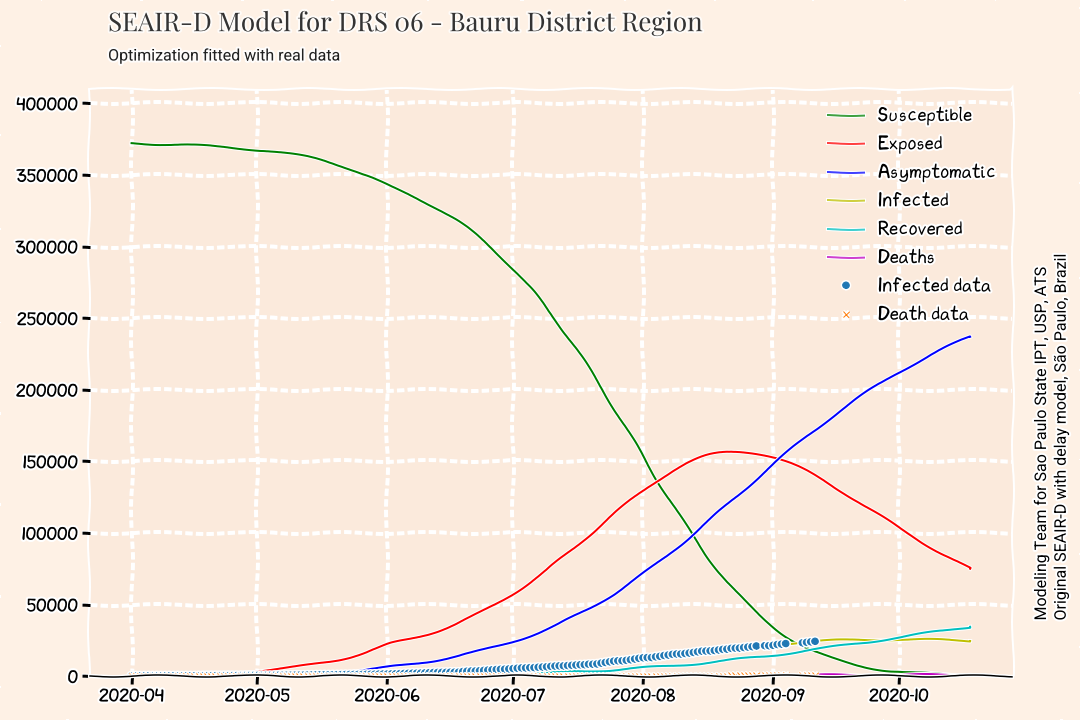 SEAIR-D Model for DRS 06 - Bauru District Region
Optimization fitted with real data
400000
350000
300000
250000
200000
150000
100000
50000
0
2020-04
2020-05
2020-06
2020-07
2020-08
2020-09
2020-10
Susceptible
Exposed
Asymptomatic
Infected
Recovered
Deaths
Infected data
Death data
Modeling Team for Sao Paulo State IPT, USP, ATS
Original SEAIR-D with delay model, São Paulo, Brazil